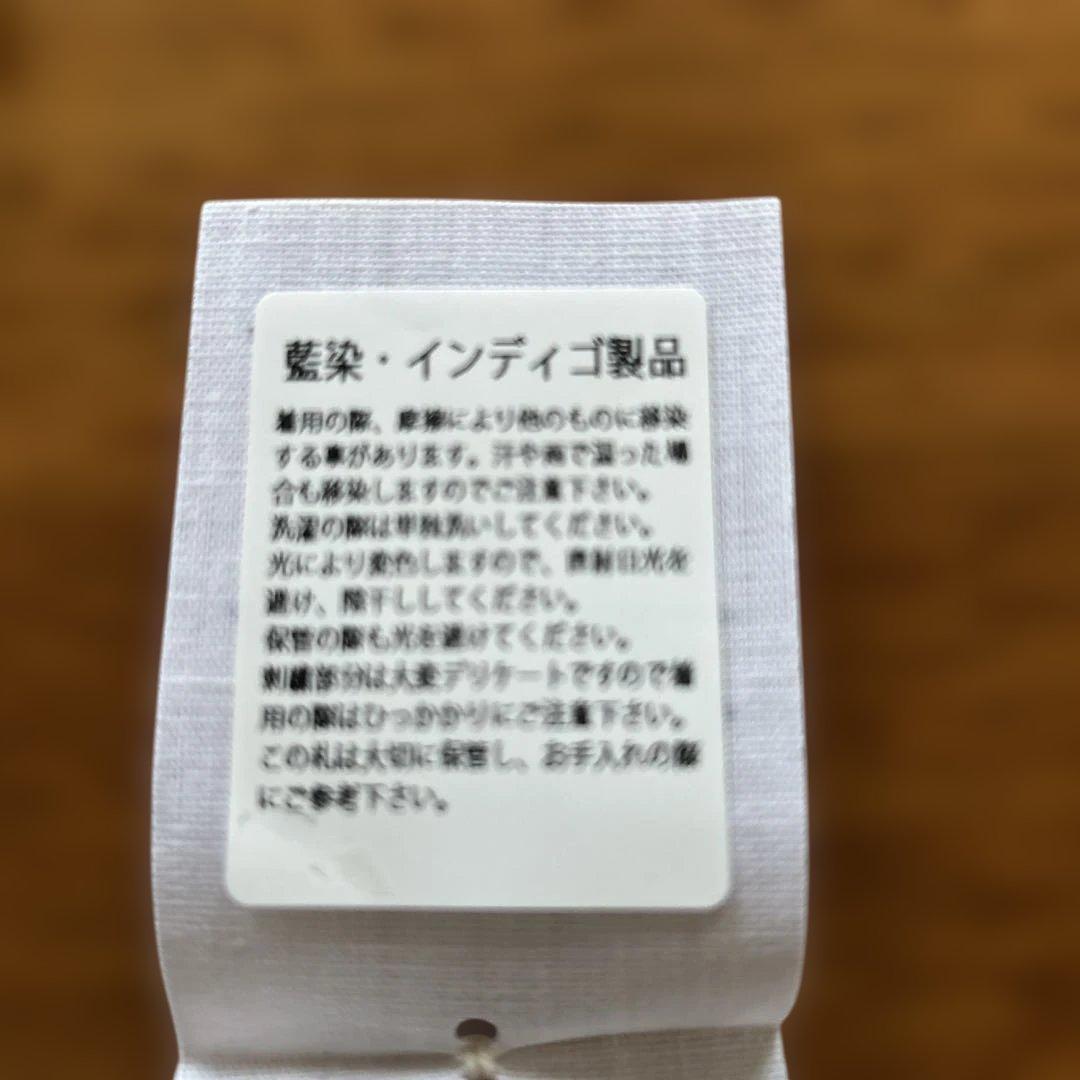 藍染・インディゴ製品
着用の際、摩擦により他のものに移染
する事があります。汗や雨で湿った場
合も移染しますのでご注意下さい。
洗濯の際は単独洗いしてください。
光により変色しますので、直射日光を
避け、陰干ししてください。
保管の際も光を避けてください。
刺繍部分は大変デリケートですので着
用の際はひっかかりにご注意下さい。
この札は大切に保管し、お手入れの際
にご参考下さい。